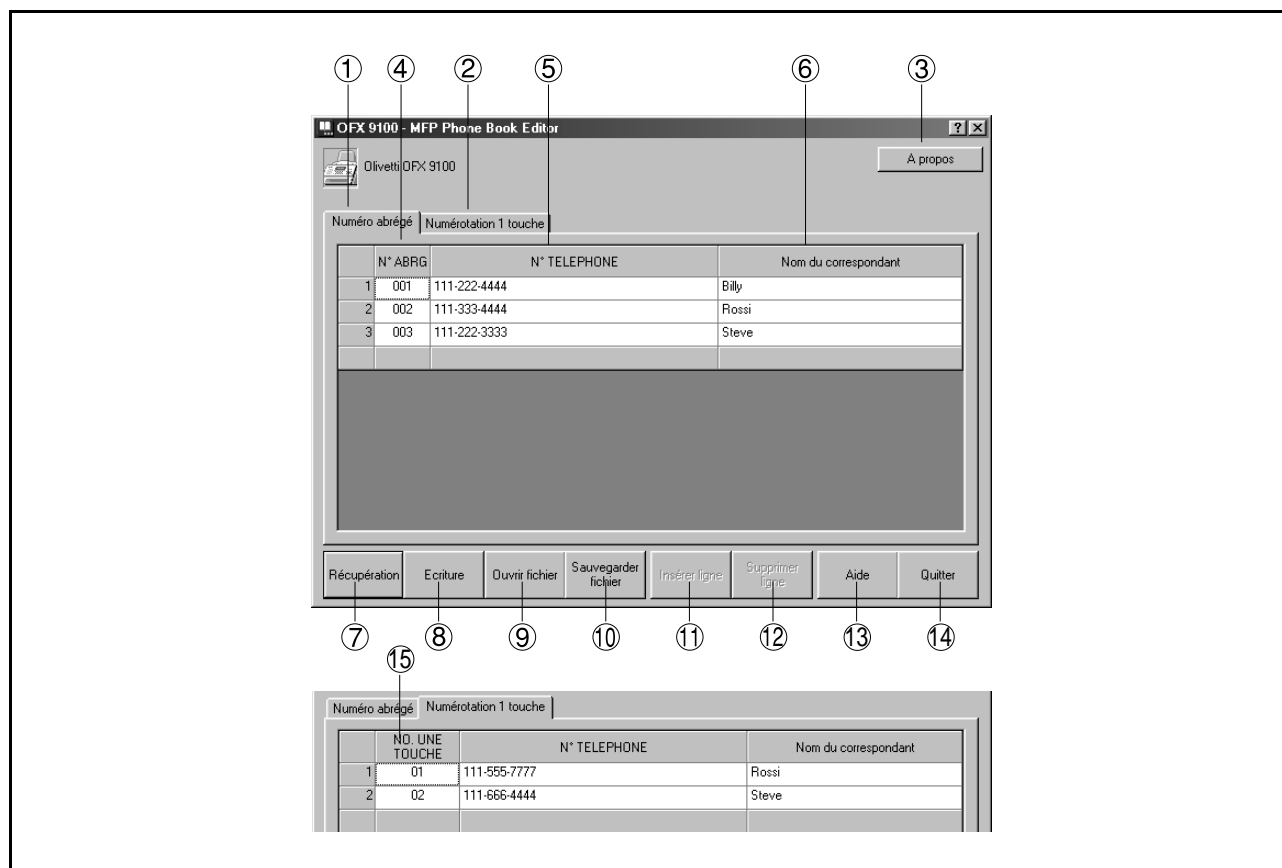 ① ④ ② ⑤ ⑥ ③
OFX 9100 - MFP Phone Book Editor
Olivetti OFX 9100
A propos
Numéro abrégé Numérotation 1 touche
N° ABRG N° TELEPHONE Nom du correspondant
1 001 111-222-4444 Billy
2 002 111-333-4444 Rossi
3 003 111-222-3333 Steve
Récupération Ecriture Ouvrir fichier Sauvegarder fichier Insérer ligne Supprimer ligne Aide Quitter
⑦ ⑧ ⑨ ⑩ ⑪ ⑫ ⑬ ⑭
⑮
Numéro abrégé Numérotation 1 touche
NO. UNE TOUCHE N° TELEPHONE Nom du correspondant
1 01 111-555-7777 Rossi
2 02 111-666-4444 Steve